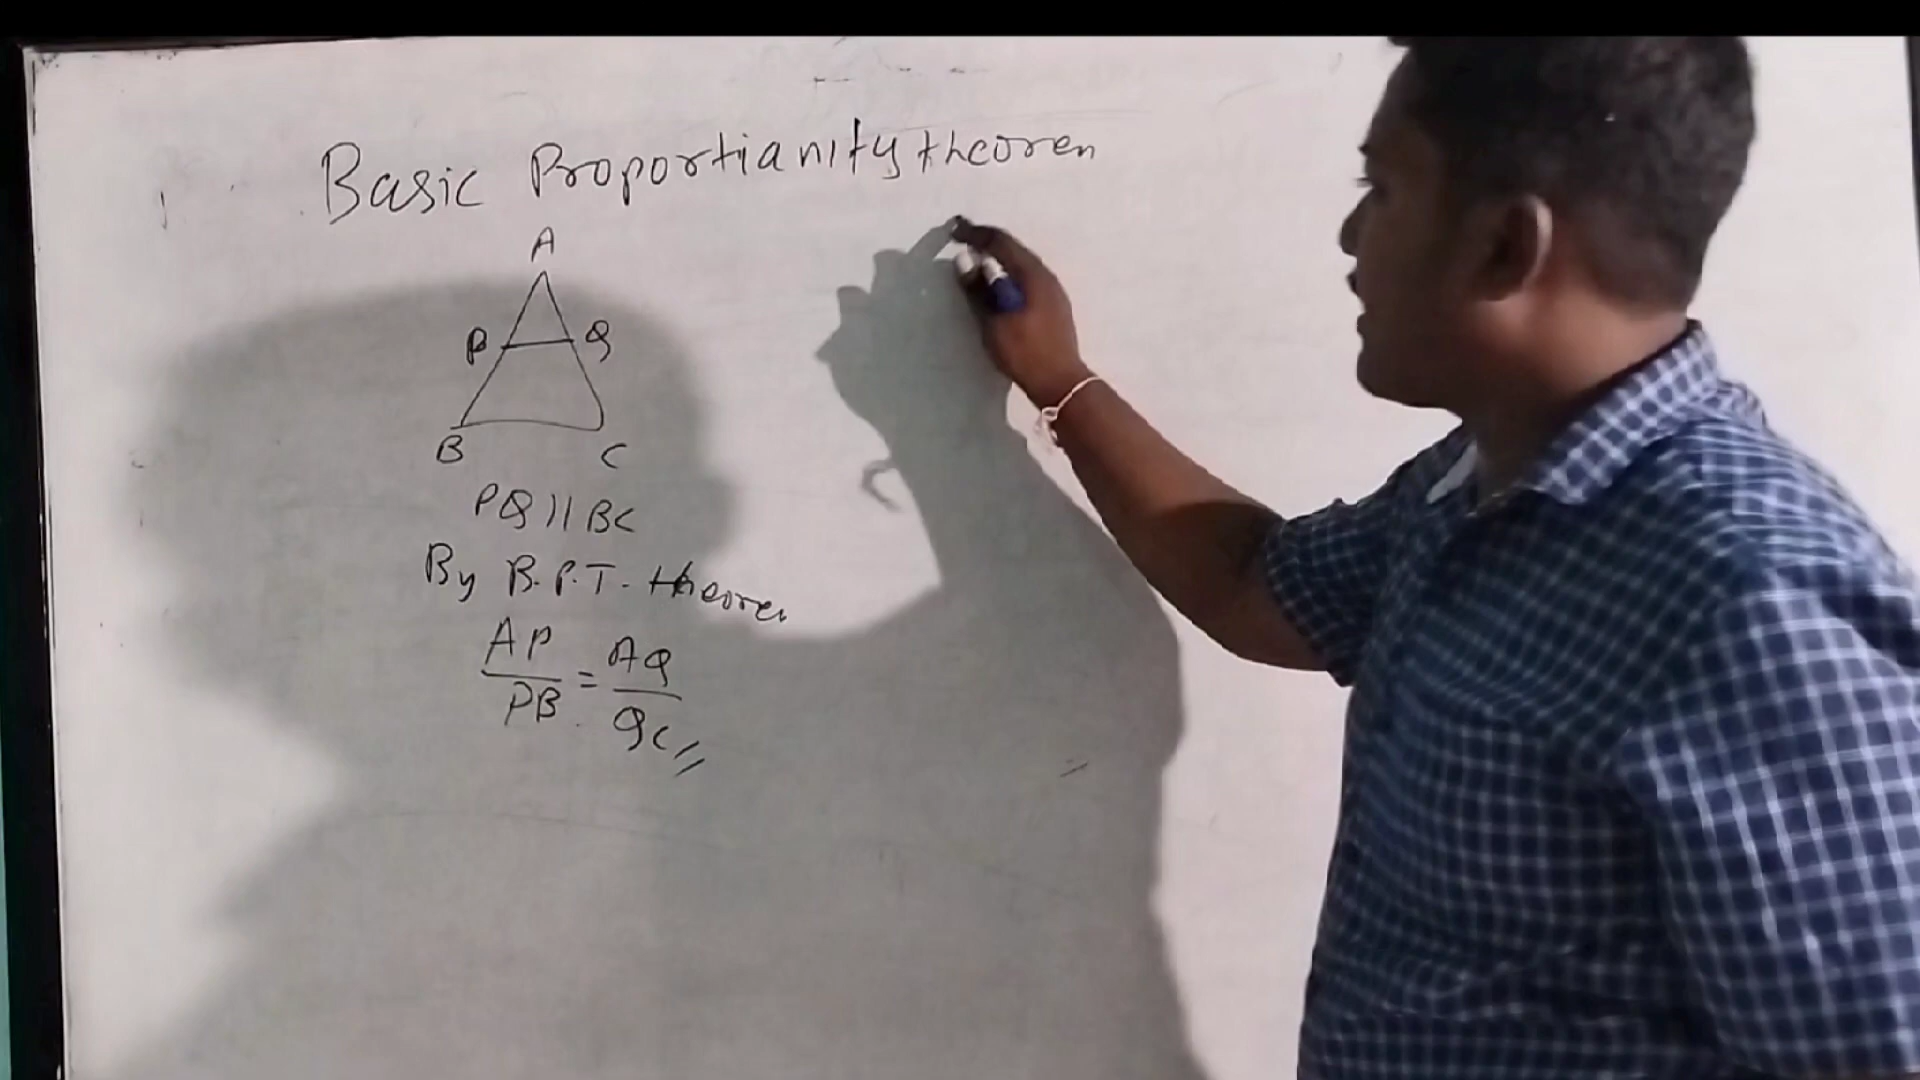 Basic Proportianity theoren
A
P Q
B C
PQ || BC
By B.P.T. theoren
AP/PB = AQ/QC //